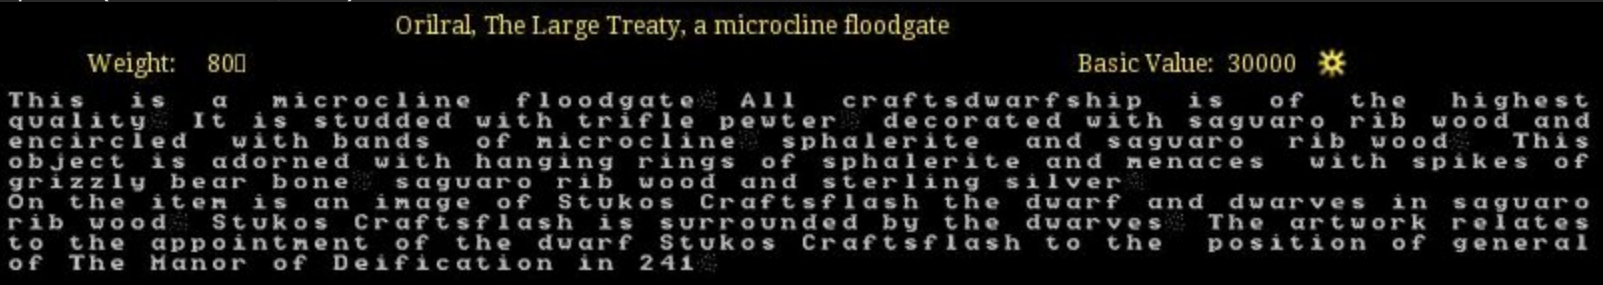 Orilral, The Large Treaty, a microcline floodgate
Weight: 80▯ Basic Value: 30000 ☼
This is a microcline floodgate░ All craftsdwarfship is of the highest
quality░ It is studded with trifle pewter░ decorated with saguaro rib wood and
encircled with bands of microcline░ sphalerite and saguaro rib wood░ This
object is adorned with hanging rings of sphalerite and menaces with spikes of
grizzly bear bone░ saguaro rib wood and sterling silver░
On the item is an image of Stukos Craftsflash the dwarf and dwarves in saguaro
rib wood░ Stukos Craftsflash is surrounded by the dwarves░ The artwork relates
to the appointment of the dwarf Stukos Craftsflash to the position of general
of The Manor of Deification in 241░